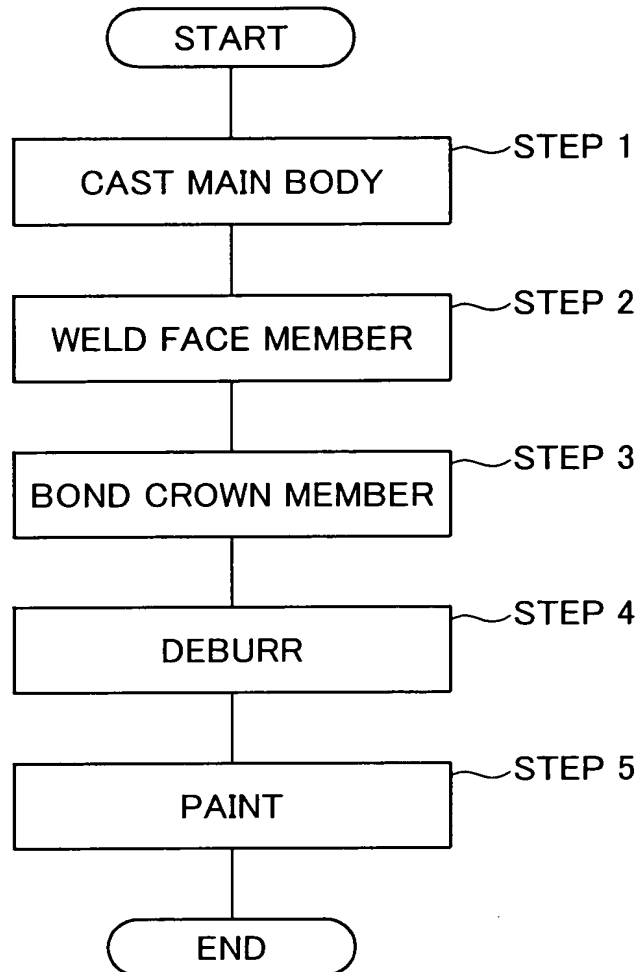 START
CAST MAIN BODY
STEP 1
WELD FACE MEMBER
STEP 2
BOND CROWN MEMBER
STEP 3
DEBURR
STEP 4
PAINT
STEP 5
END